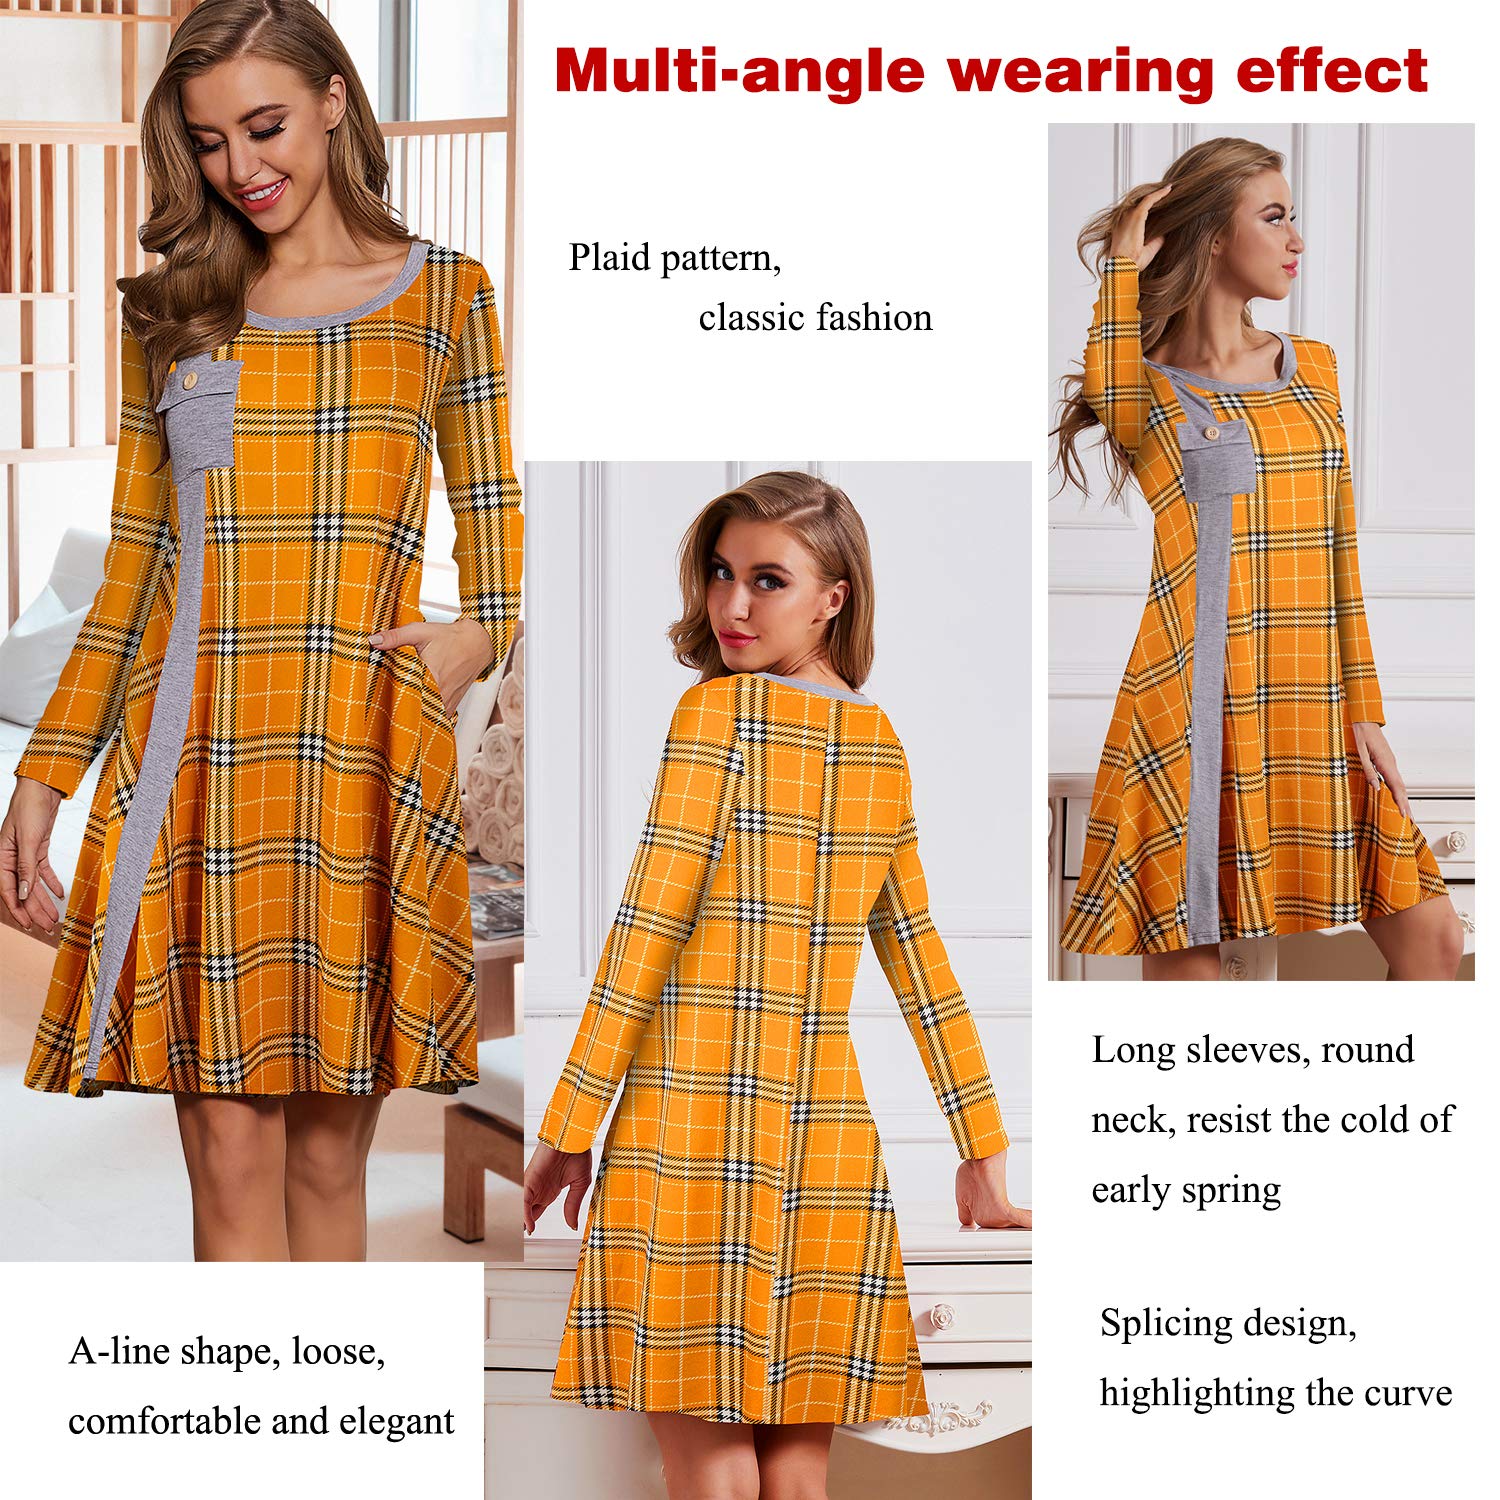 Multi-angle wearing effect
Plaid pattern,
classic fashion
Long sleeves, round
neck, resist the cold of
early spring
Splicing design,
highlighting the curve
A-line shape, loose,
comfortable and elegant